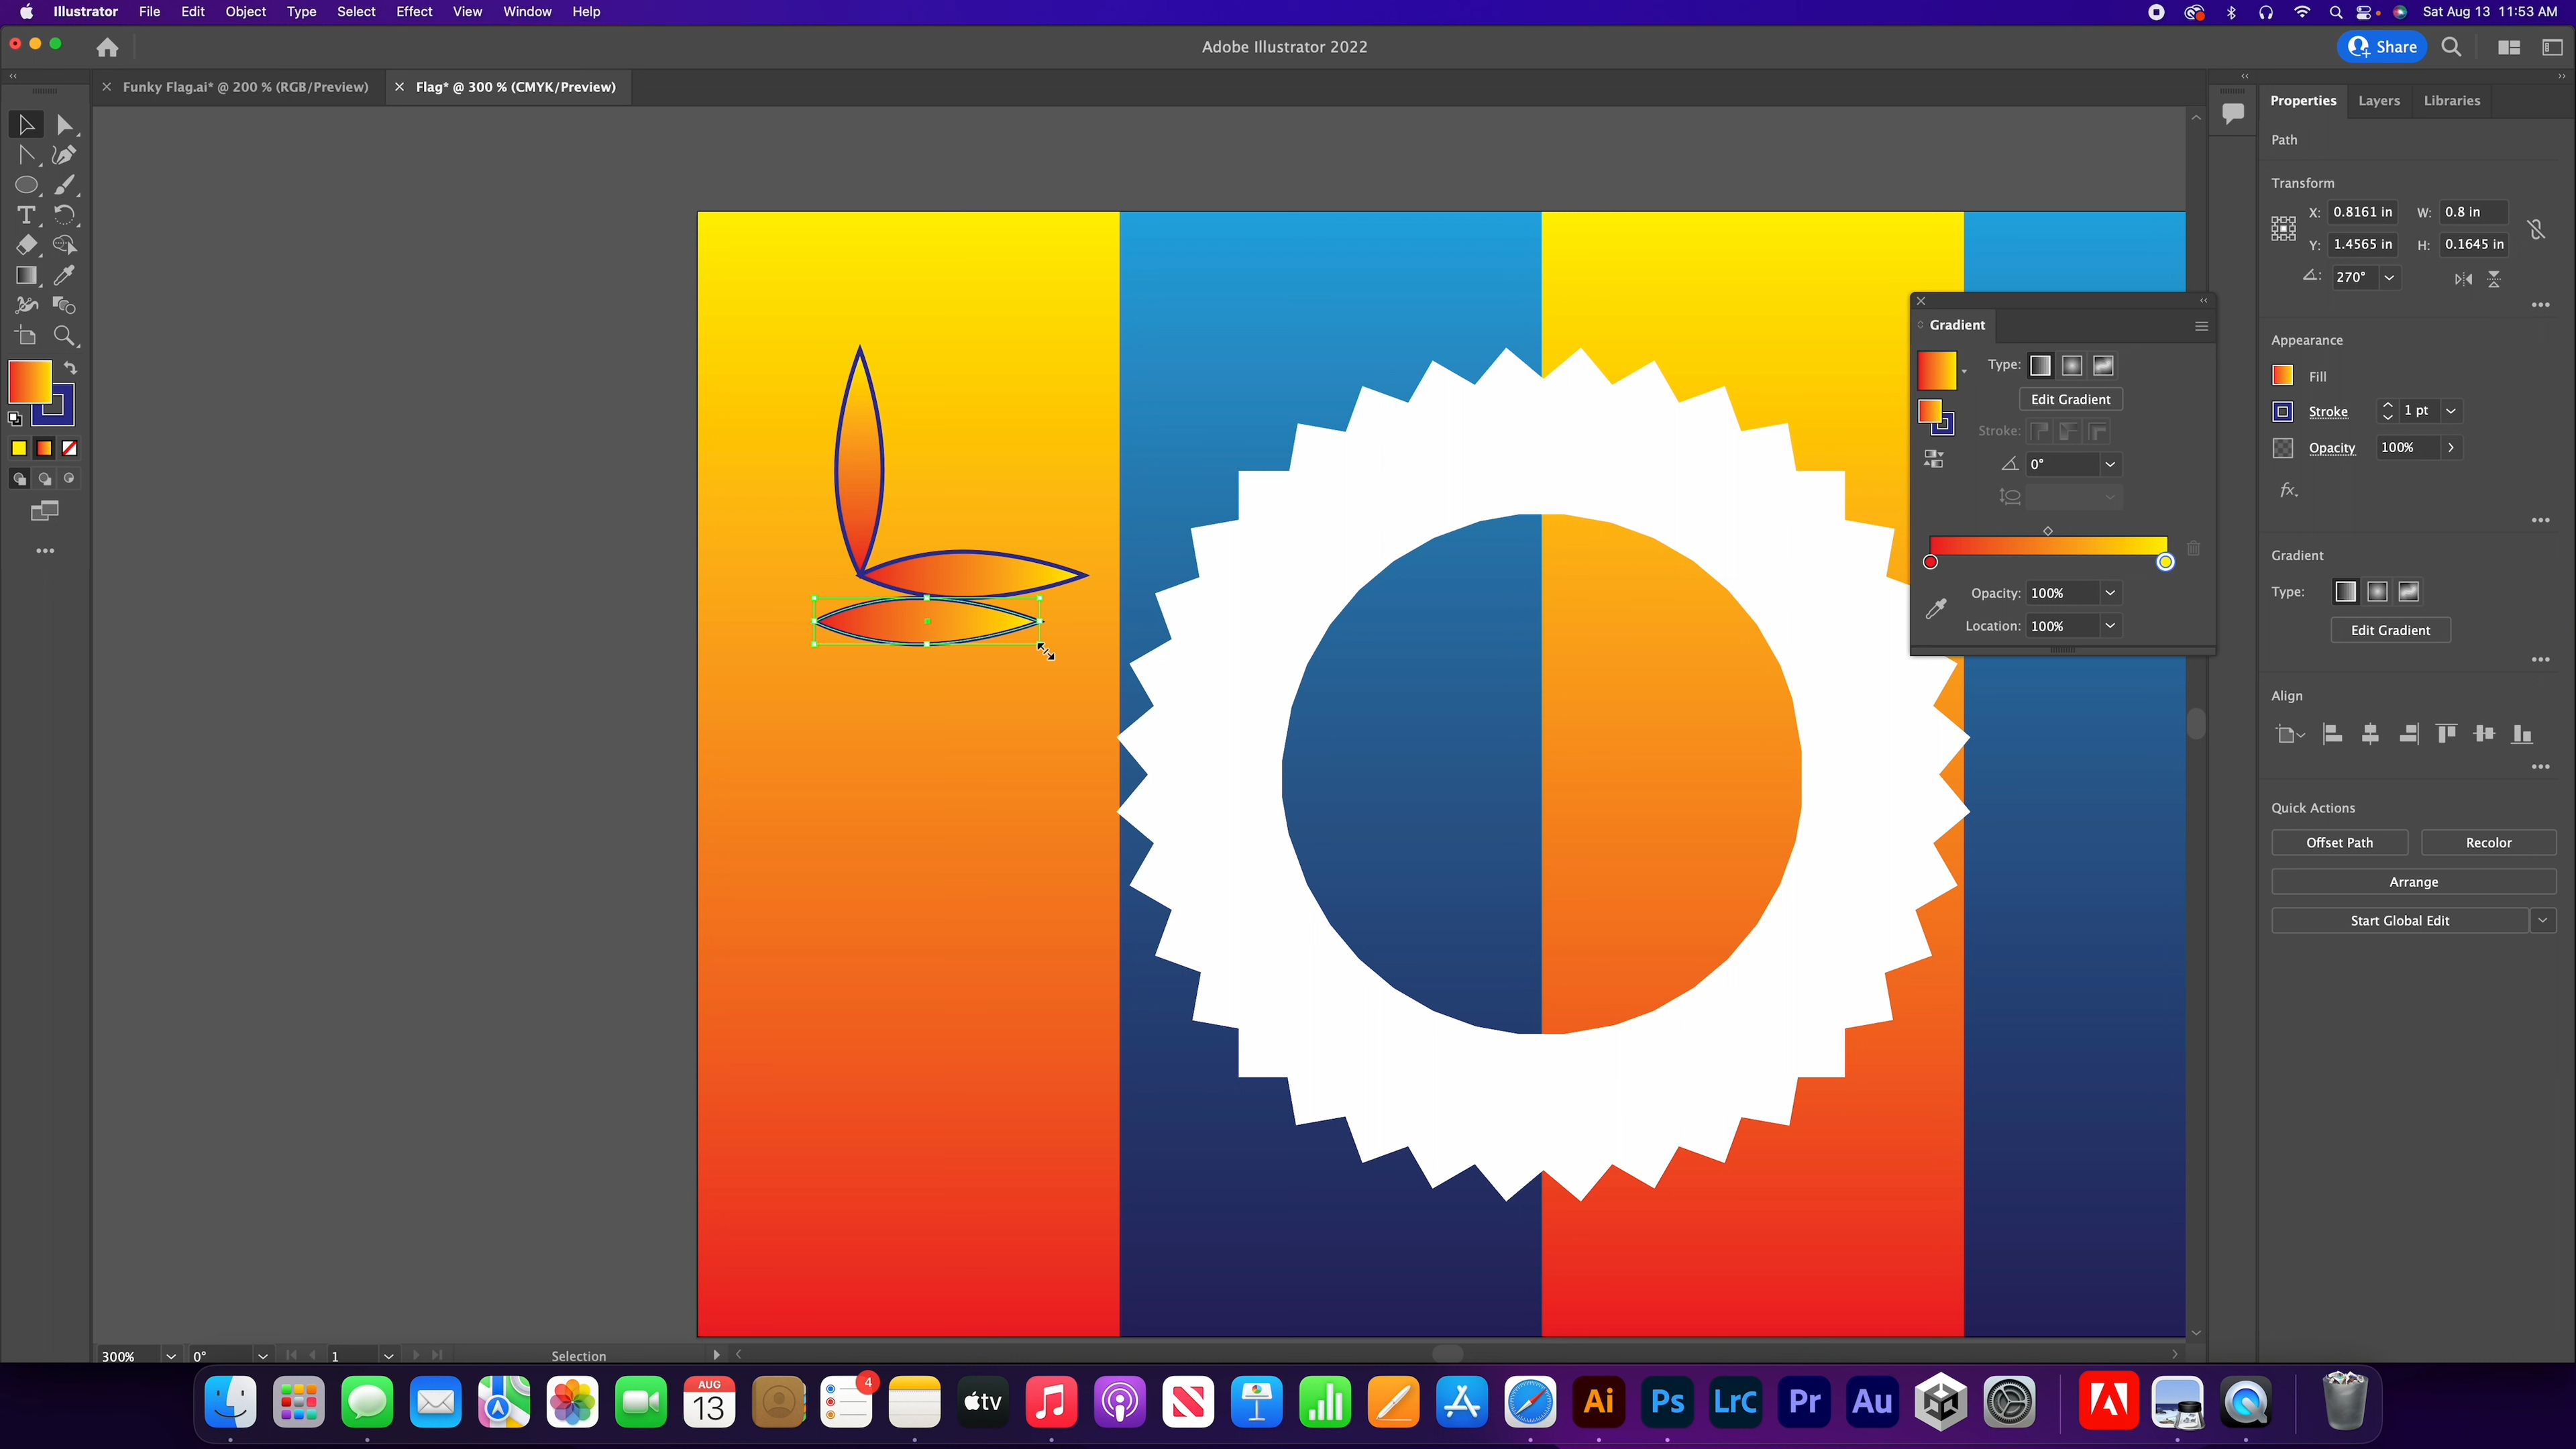 Illustrator File Edit Object Type Select Effect View Window Help
Sat Aug 13 11:53 AM
Adobe Illustrator 2022
Share
Funky Flag.ai* @ 200 % (RGB/Preview)
Flag* @ 300 % (CMYK/Preview)
Properties Layers Libraries
Path
Transform
X: 0.8161 in W: 0.8 in
Y: 1.4565 in H: 0.1645 in
270°
Gradient
Type:
Edit Gradient
Stroke:
0°
Opacity: 100%
Location: 100%
Appearance
Fill
Stroke 1 pt
Opacity 100%
fx.
Gradient
Type:
Edit Gradient
Align
Quick Actions
Offset Path Recolor
Arrange
Start Global Edit
300% 0° 1 Selection
AUG
13
4
tv
Ai Ps LrC Pr Au